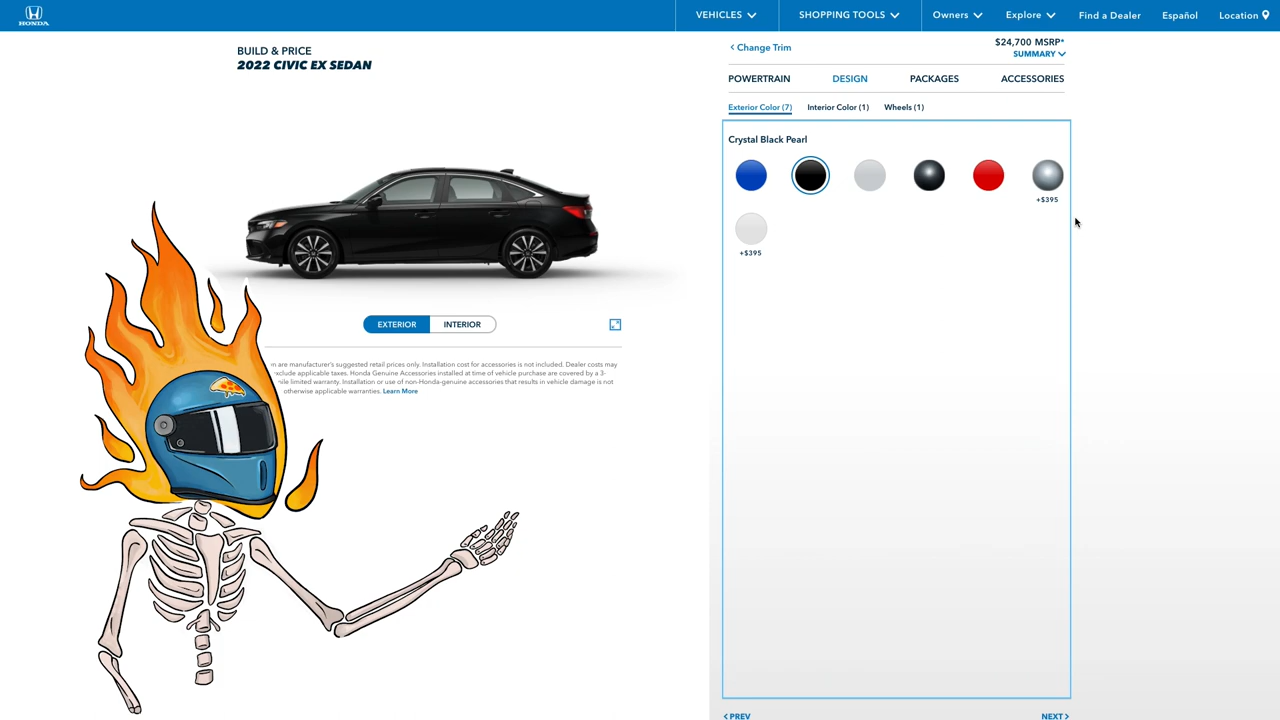 HONDA
VEHICLES
SHOPPING TOOLS
Owners
Explore
Find a Dealer
Español
Location
BUILD & PRICE
2022 CIVIC EX SEDAN
< Change Trim
$24,700 MSRP*
SUMMARY
POWERTRAIN
DESIGN
PACKAGES
ACCESSORIES
Exterior Color (7)
Interior Color (1)
Wheels (1)
Crystal Black Pearl
+$395
+$395
EXTERIOR
INTERIOR
are manufacturer's suggested retail prices only. Installation cost for accessories is not included. Dealer costs may
applicable taxes. Honda Genuine Accessories installed at time of vehicle purchase are covered by a 3-
limited warranty. Installation or use of non-Honda-genuine accessories that results in vehicle damage is not
otherwise applicable warranties. Learn More
< PREV
NEXT >